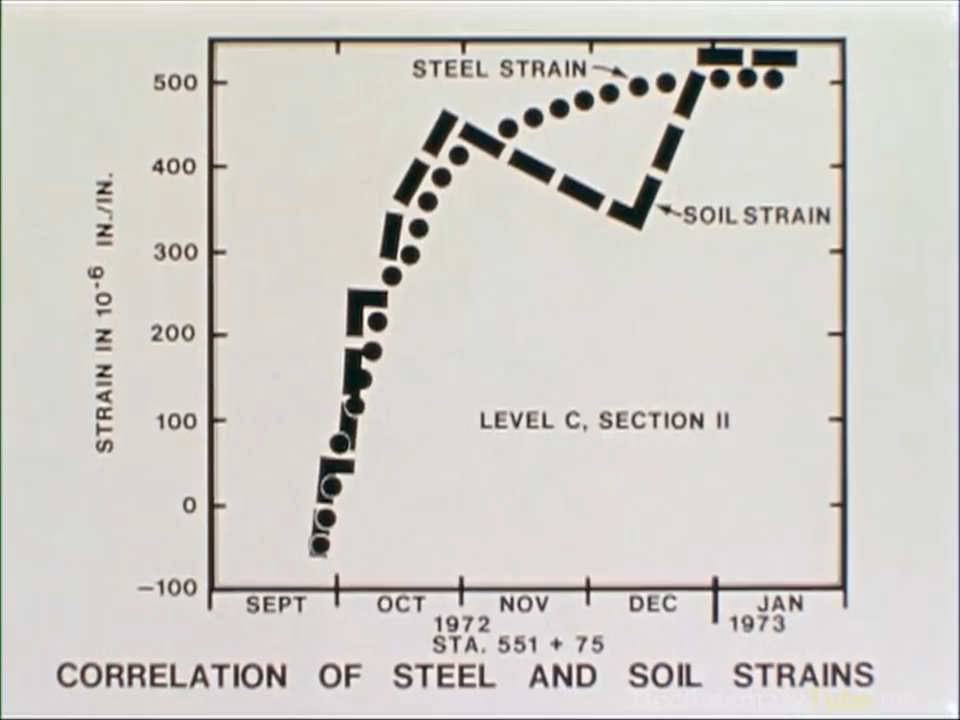 STEEL STRAIN
500
400
SOIL STRAIN
300
200
100
0
−100
STRAIN IN 10⁻⁶ IN./IN.
LEVEL C, SECTION II
SEPT OCT NOV DEC JAN
1972 1973
STA. 551 + 75
CORRELATION OF STEEL AND SOIL STRAINS